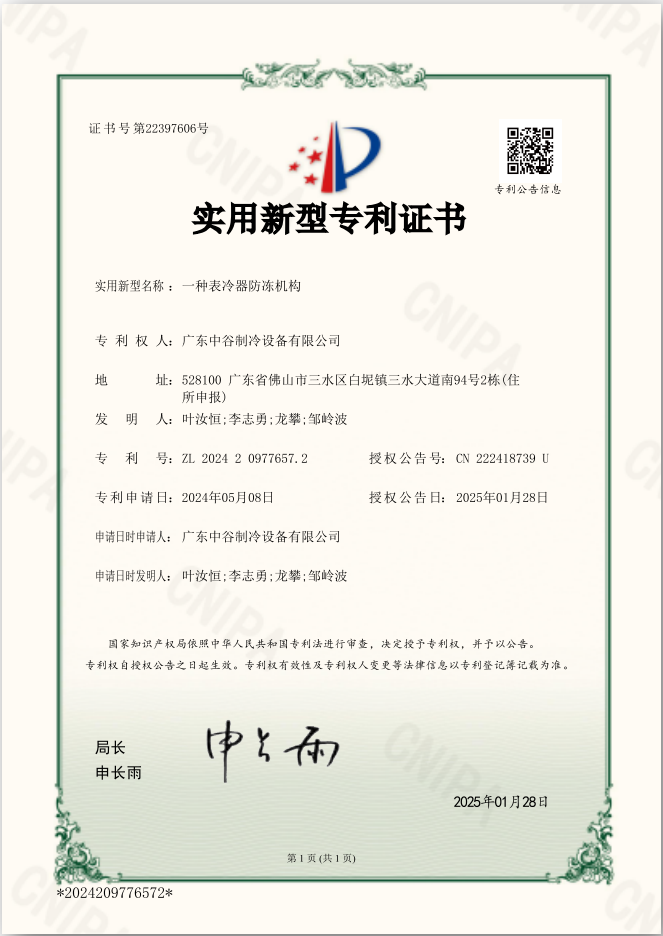 证书号第22397606号
专利公告信息
实用新型专利证书
实用新型名称：一种表冷器防冻机构
专利权人：广东中谷制冷设备有限公司
地址：528100 广东省佛山市三水区白坭镇三水大道南94号2栋(住
所申报)
发明人：叶汝恒;李志勇;龙攀;邹岭波
专利号：ZL 2024 2 0977657.2 授权公告号：CN 222418739 U
专利申请日：2024年05月08日 授权公告日：2025年01月28日
申请日时申请人：广东中谷制冷设备有限公司
申请日时发明人：叶汝恒;李志勇;龙攀;邹岭波
国家知识产权局依照中华人民共和国专利法进行审查，决定授予专利权，并予以公告。
专利权自授权公告之日起生效。专利权有效性及专利权人变更等法律信息以专利登记簿记载为准。
局长
申长雨
申长雨
2025年01月28日
第 1 页 (共 1 页)
*2024209776572*
CNIPA